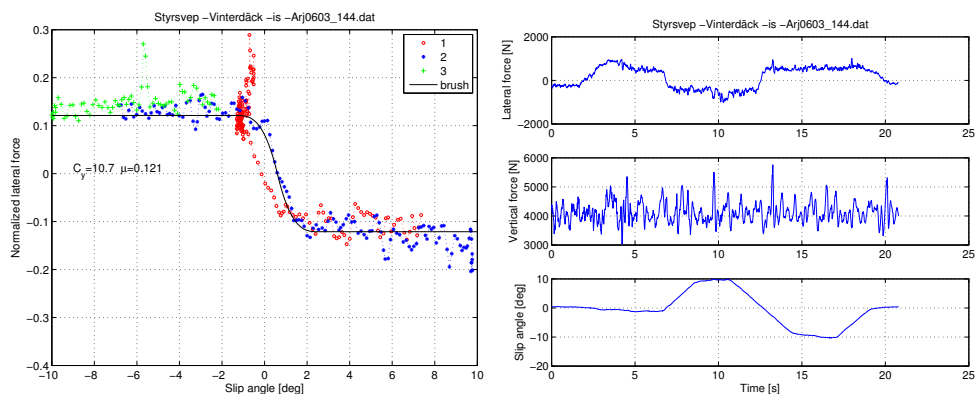 Styrsvep −Vinterdäck −is −Arj0603_144.dat
0.3
0.2
0.1
0
−0.1
−0.2
−0.3
−0.4
Normalized lateral force
1
2
3
brush
C_y=10.7 μ=0.121
−10 −8 −6 −4 −2 0 2 4 6 8 10
Slip angle [deg]
Styrsvep −Vinterdäck −is −Arj0603_144.dat
2000
0
−2000
Lateral force [N]
0 5 10 15 20 25
6000
5000
4000
3000
Vertical force [N]
0 5 10 15 20 25
10
0
−10
−20
Slip angle [deg]
0 5 10 15 20 25
Time [s]